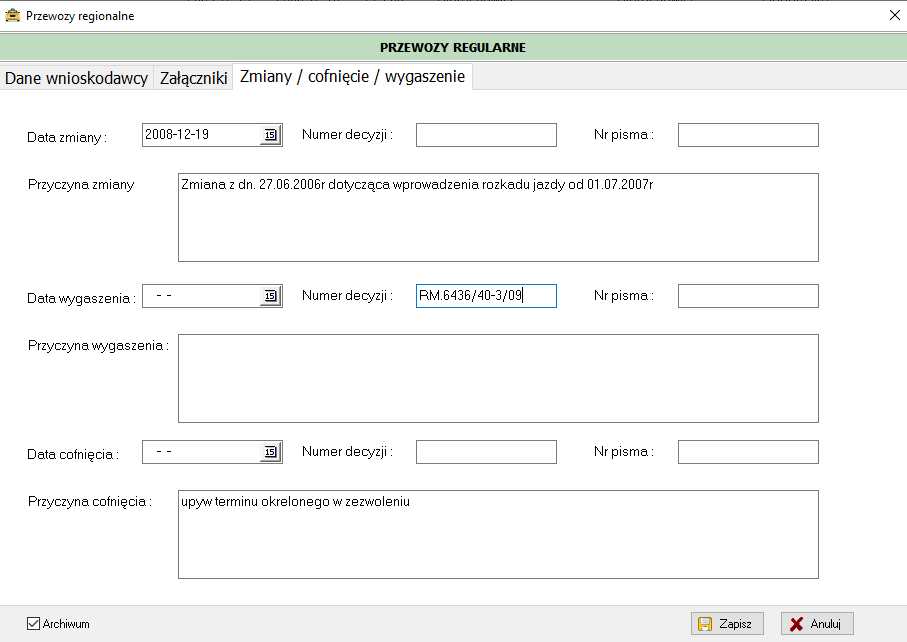 Przewozy regionalne
PRZEWOZY REGULARNE
Dane wnioskodawcy Załączniki Zmiany / cofnięcie / wygaszenie
Data zmiany : 2008-12-19 15 Numer decyzji : Nr pisma :
Przyczyna zmiany Zmiana z dn. 27.06.2006r dotycząca wprowadzenia rozkadu jazdy od 01.07.2007r
Data wygaszenia : - - 15 Numer decyzji : RM.6436/40-3/09 Nr pisma :
Przyczyna wygaszenia :
Data cofnięcia : - - 15 Numer decyzji : Nr pisma :
Przyczyna cofnięcia : upyw terminu okrelonego w zezwoleniu
Archiwum Zapisz Anuluj